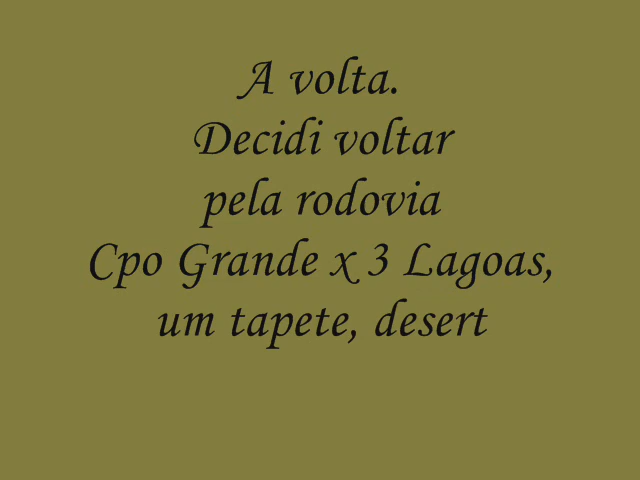 A volta.
Decidi voltar
pela rodovia
Cpo Grande x 3 Lagoas,
um tapete, desert